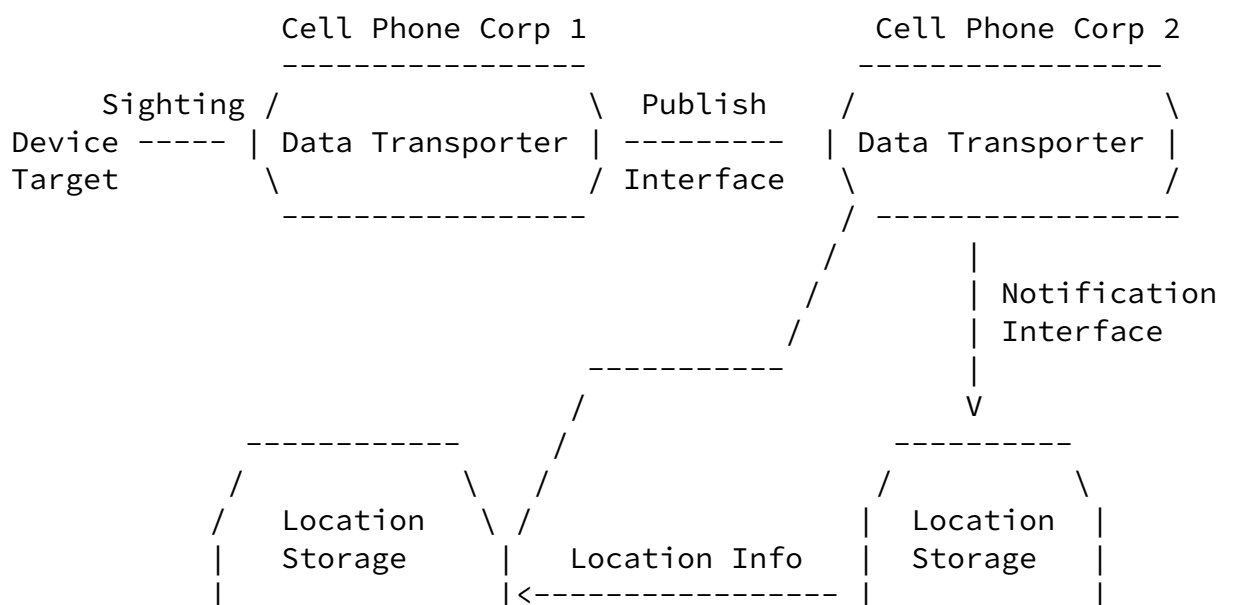 Cell Phone Corp 1 Cell Phone Corp 2
Sighting Publish
Device Data Transporter Data Transporter
Target Interface
Notification
Interface
Location Location
Storage Location Info Storage